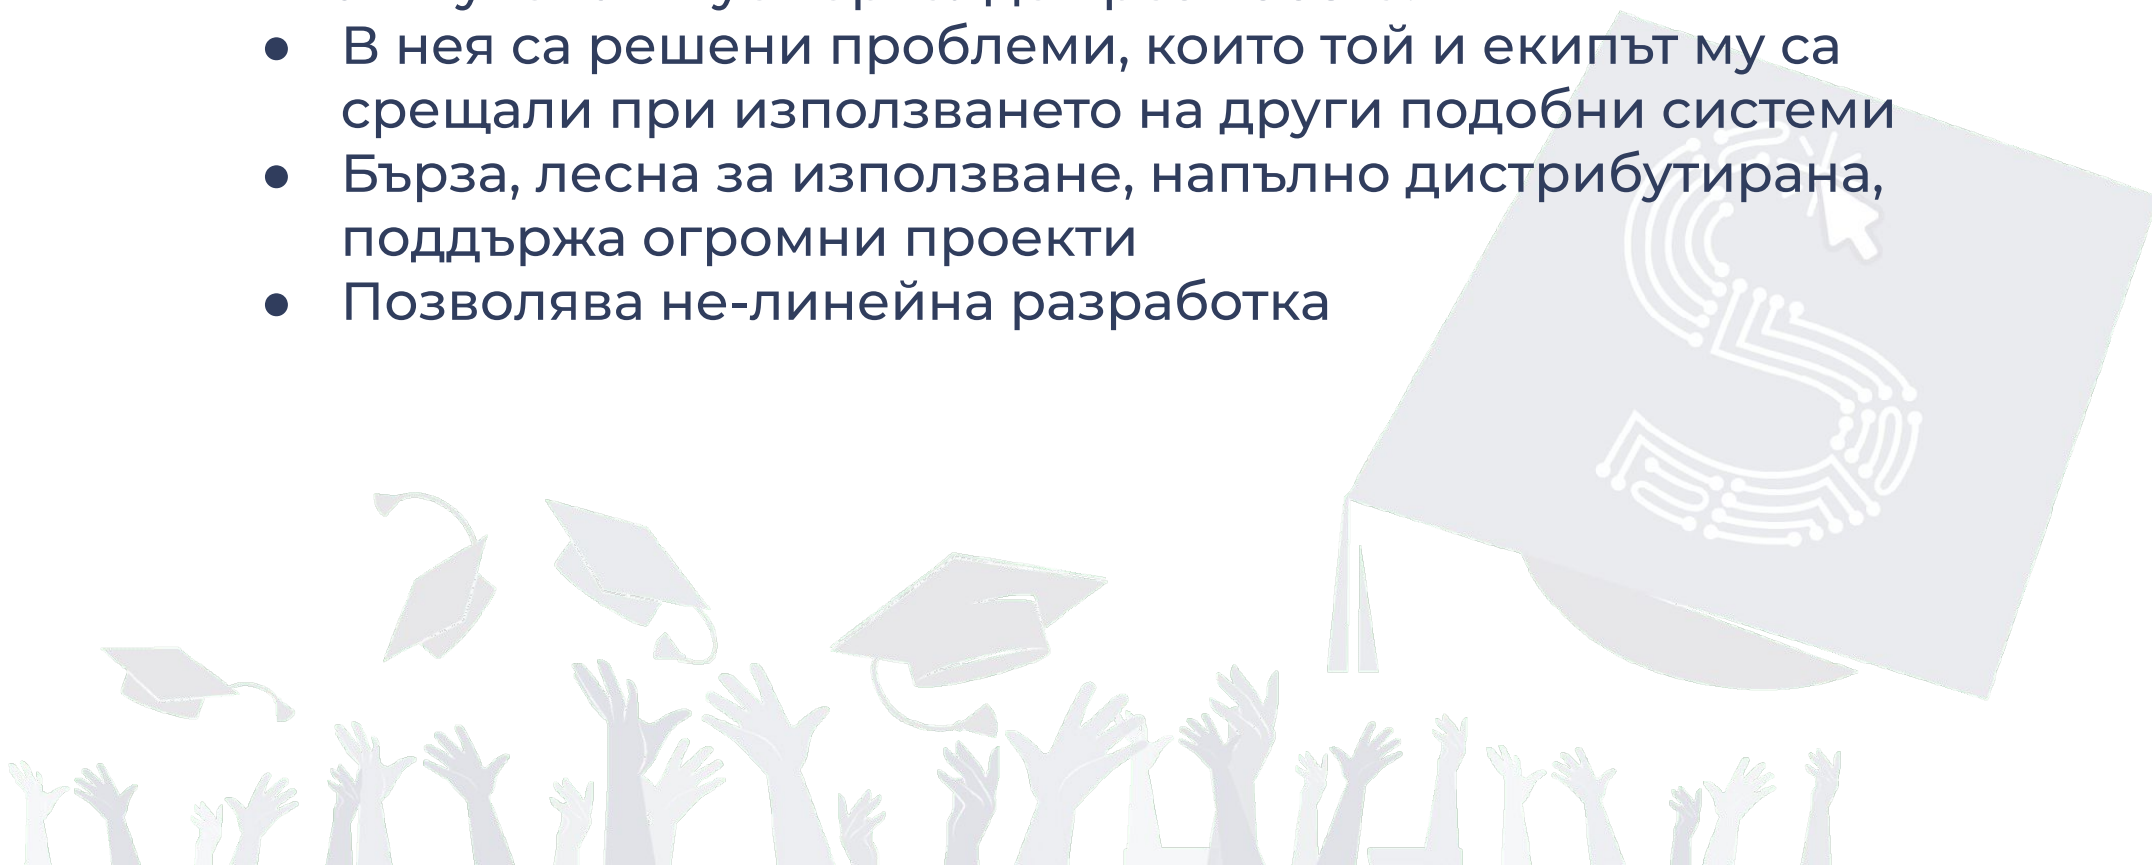 ● В нея са решени проблеми, които той и екипът му са
срещали при използването на други подобни системи
● Бърза, лесна за използване, напълно дистрибутирана,
поддържа огромни проекти
● Позволява не-линейна разработка